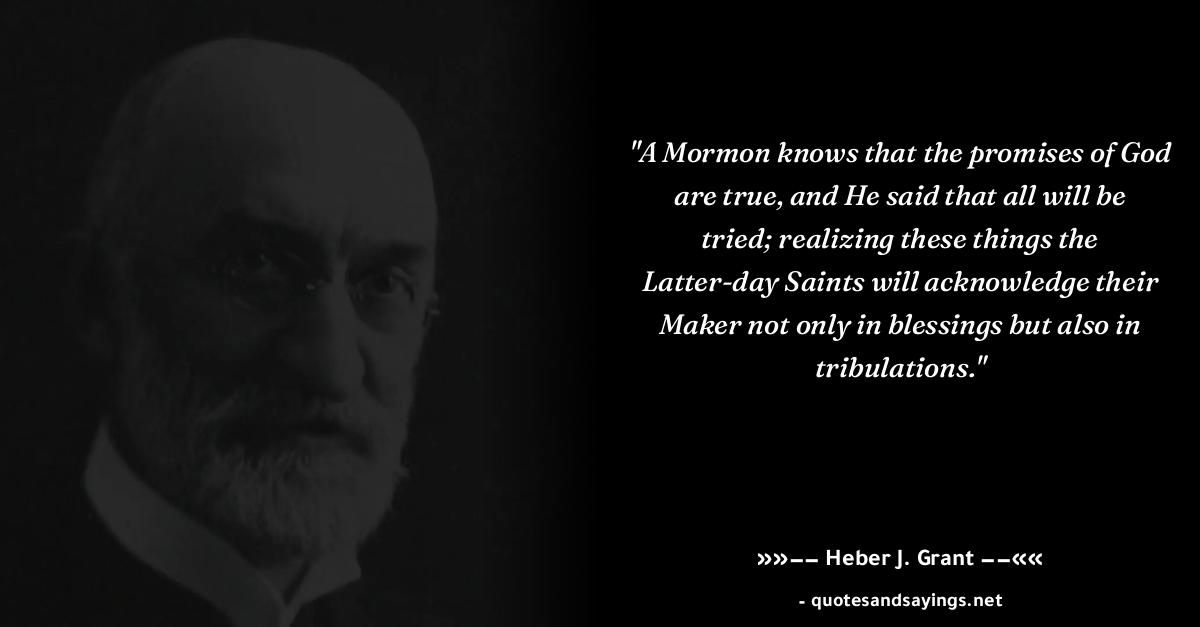 "A Mormon knows that the promises of God
are true, and He said that all will be
tried; realizing these things the
Latter-day Saints will acknowledge their
Maker not only in blessings but also in
tribulations."
»»−− Heber J. Grant −−««
- quotesandsayings.net